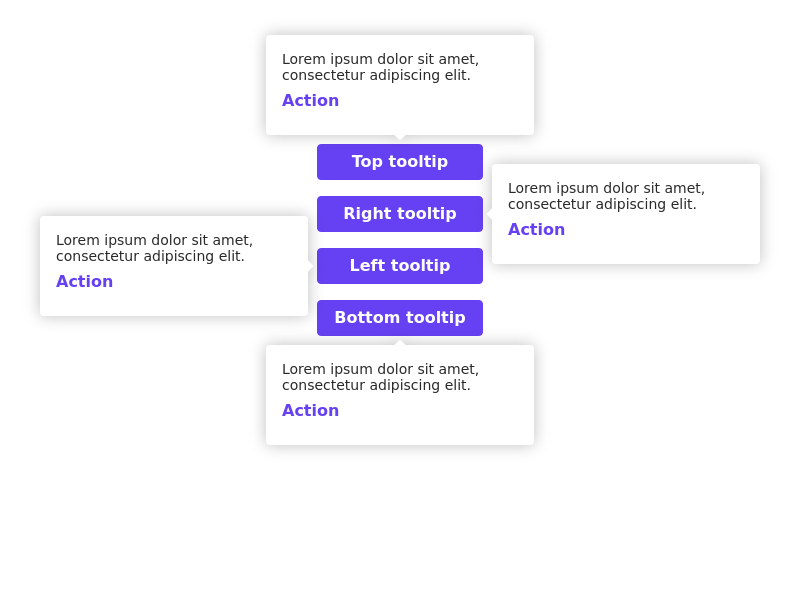 Lorem ipsum dolor sit amet,
consectetur adipiscing elit.
Action
Top tooltip
Right tooltip
Lorem ipsum dolor sit amet,
consectetur adipiscing elit.
Action
Lorem ipsum dolor sit amet,
consectetur adipiscing elit.
Action
Left tooltip
Bottom tooltip
Lorem ipsum dolor sit amet,
consectetur adipiscing elit.
Action